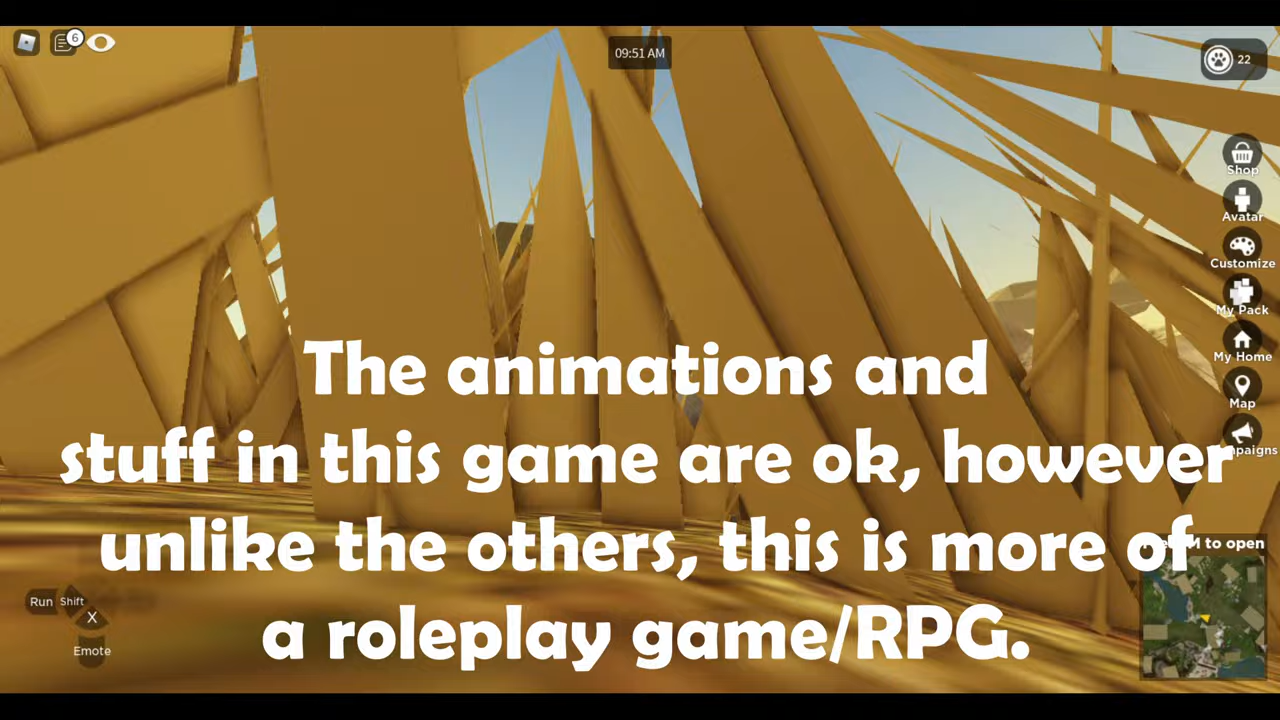 6
09:51 AM
22
Shop
Avatar
Customize
My Pack
My Home
Map
The animations and
stuff in this game are ok, however
unlike the others, this is more of
a roleplay game/RPG.
M to open
Run Shift
X
Emote